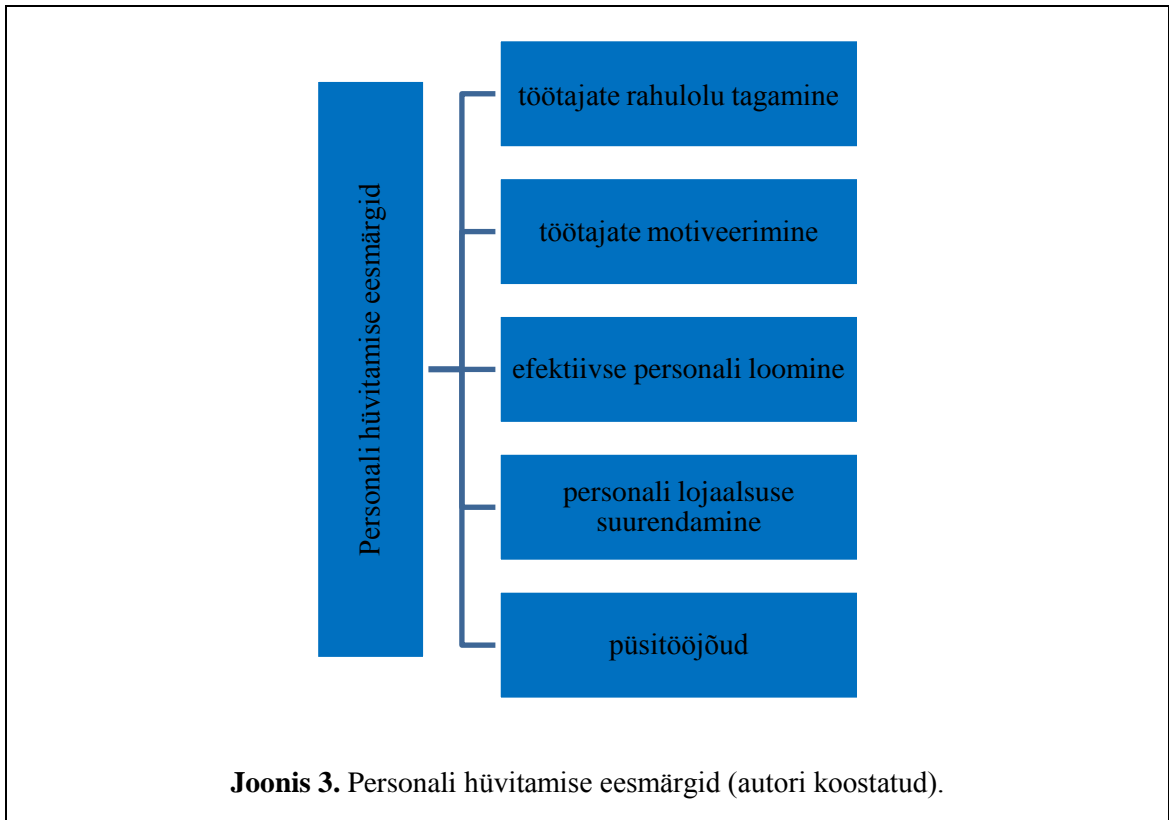 Personali hüvitamise eesmärgid
töötajate rahulolu tagamine
töötajate motiveerimine
efektiivse personali loomine
personali lojaalsuse
suurendamine
püsitööjõud
Joonis 3. Personali hüvitamise eesmärgid (autori koostatud).